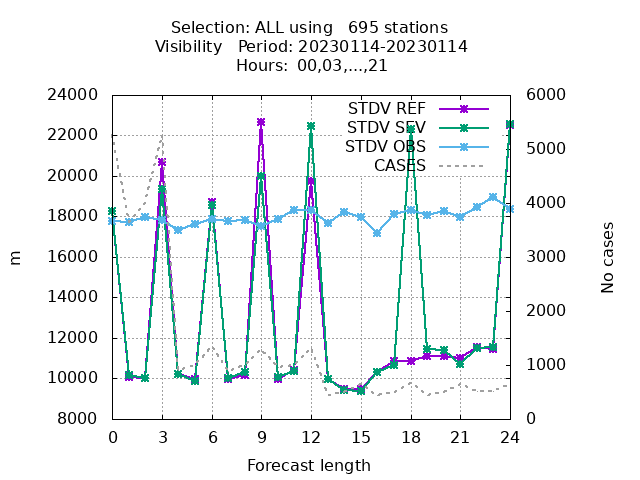 Selection: ALL using   695 stations
Visibility   Period: 20230114-20230114
Hours:  00,03,...,21
24000
22000
20000
18000
16000
14000
12000
10000
8000
m
6000
5000
4000
3000
2000
1000
0
No cases
STDV REF
STDV SEV
STDV OBS
CASES
0 3 6 9 12 15 18 21 24
Forecast length